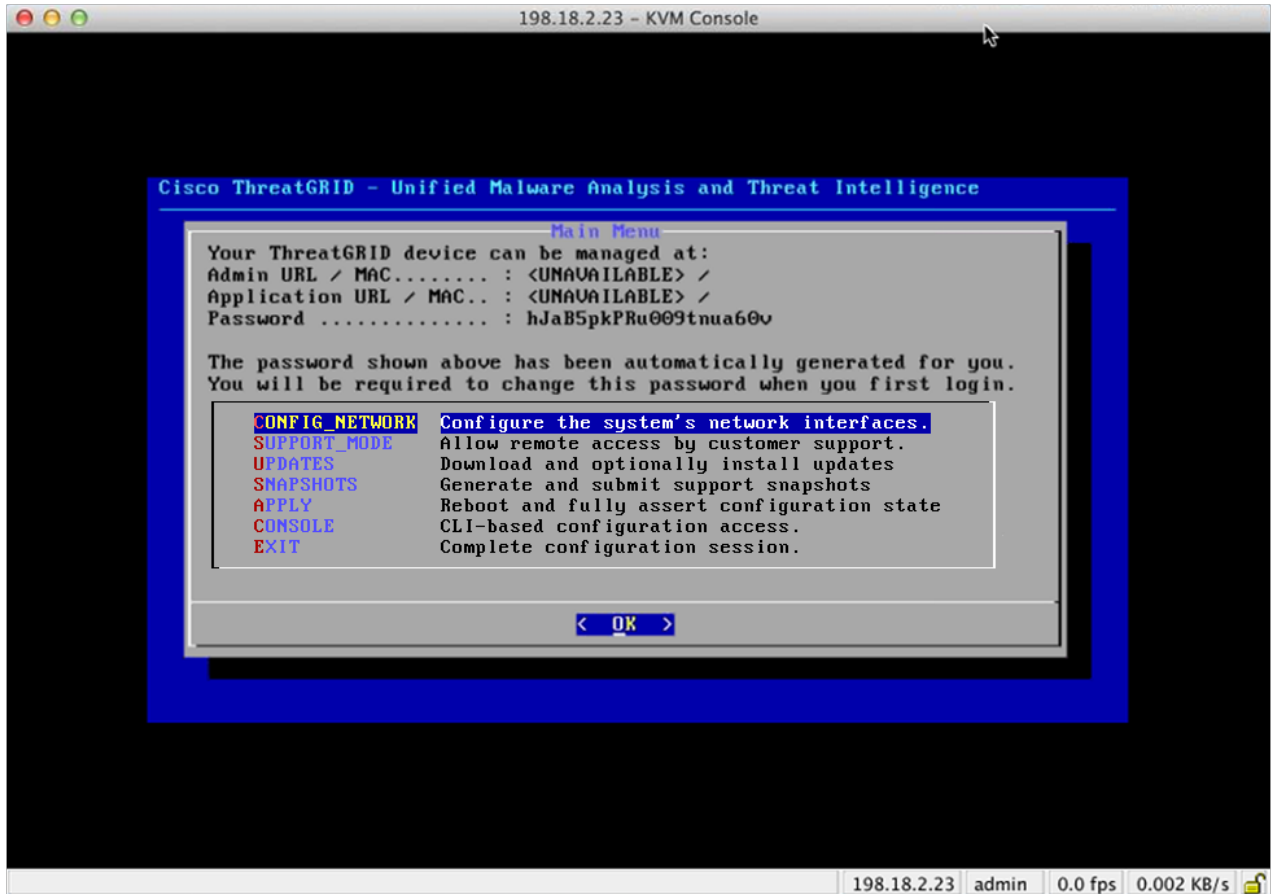 198.18.2.23 – KVM Console
Cisco ThreatGRID - Unified Malware Analysis and Threat Intelligence
Main Menu
Your ThreatGRID device can be managed at:
Admin URL / MAC........ : <UNAVAILABLE> /
Application URL / MAC.. : <UNAVAILABLE> /
Password .............. : hJaB5pkPRu009tnua60v
The password shown above has been automatically generated for you.
You will be required to change this password when you first login.
CONFIG_NETWORK Configure the system's network interfaces.
SUPPORT_MODE Allow remote access by customer support.
UPDATES Download and optionally install updates
SNAPSHOTS Generate and submit support snapshots
APPLY Reboot and fully assert configuration state
CONSOLE CLI-based configuration access.
EXIT Complete configuration session.
< OK >
198.18.2.23 admin 0.0 fps 0.002 KB/s